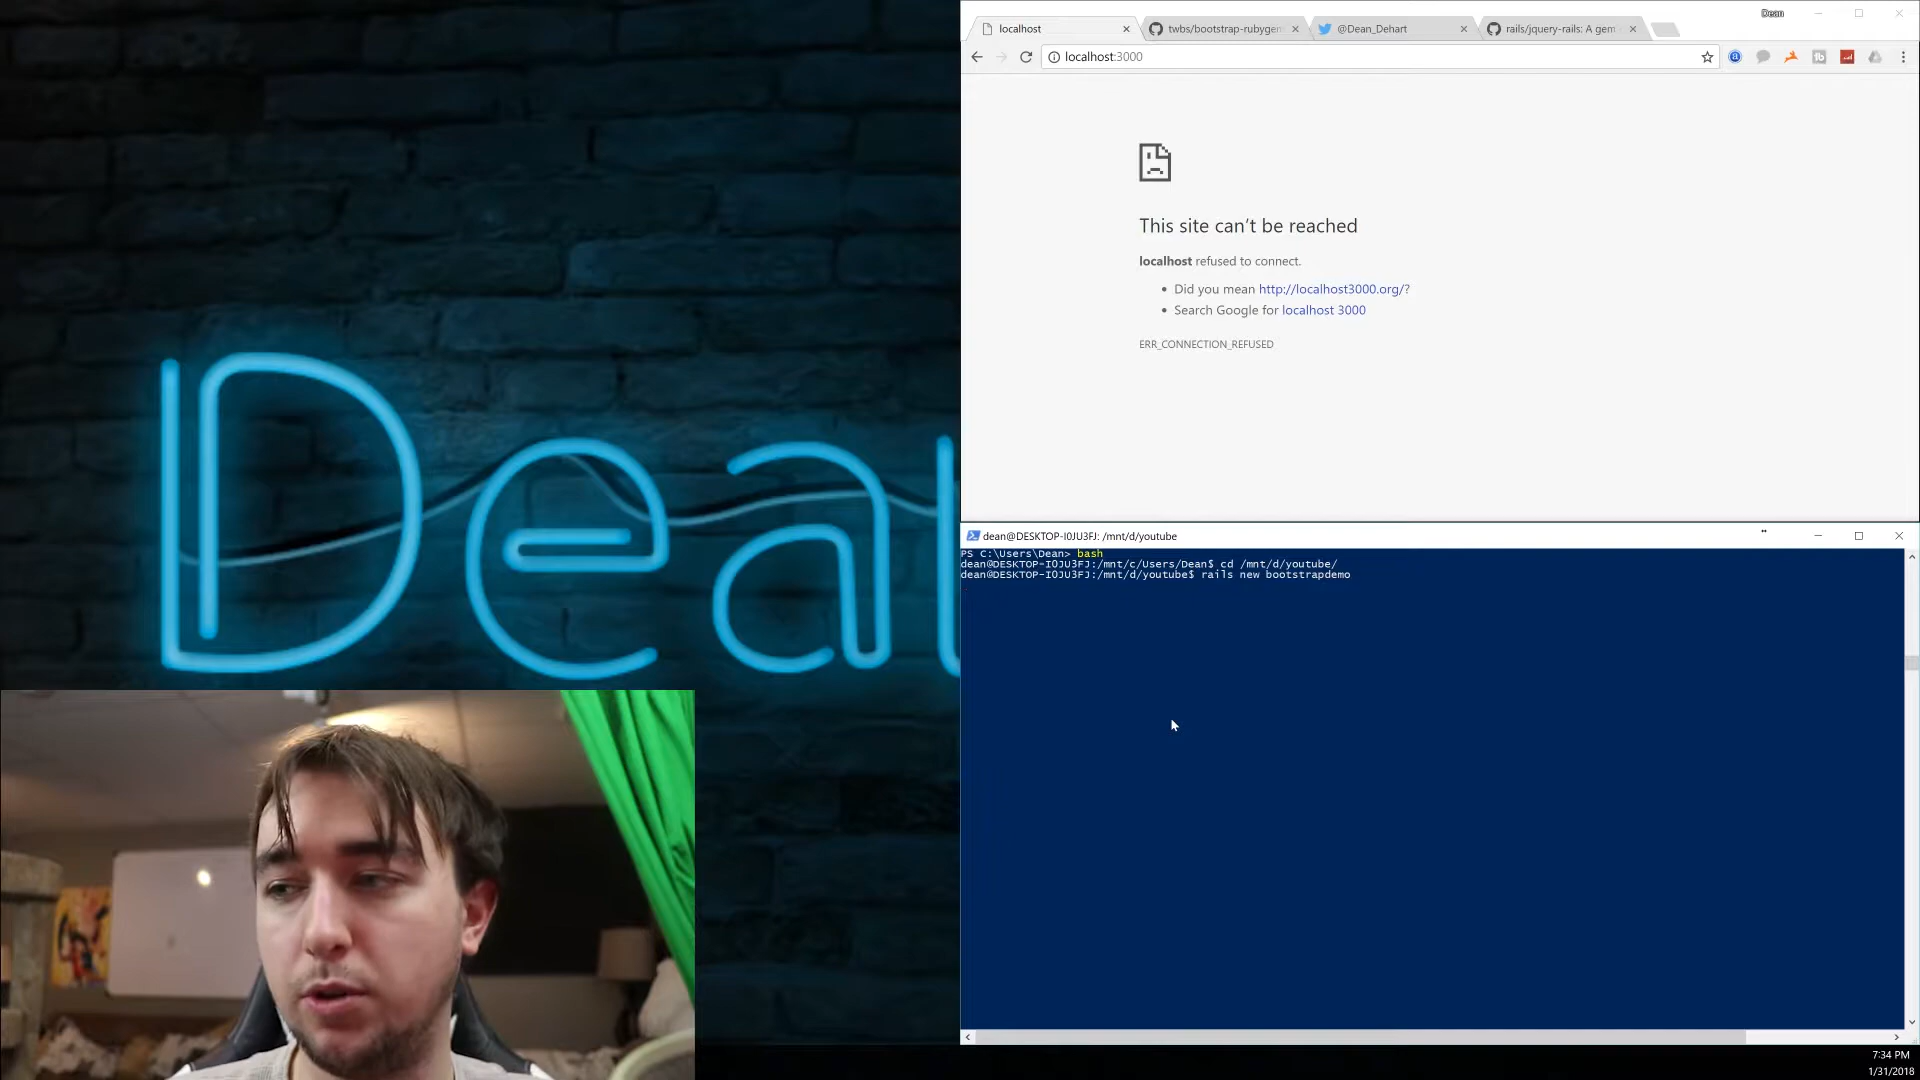 Dean
localhost
twbs/bootstrap-rubygem
@Dean_Dehart
rails/jquery-rails: A gem
localhost:3000
This site can't be reached
localhost refused to connect.
Did you mean http://localhost3000.org/?
Search Google for localhost 3000
ERR_CONNECTION_REFUSED
Dea
dean@DESKTOP-I0JU3FJ: /mnt/d/youtube
PS C:\Users\Dean> bash
dean@DESKTOP-I0JU3FJ:/mnt/c/Users/Dean$ cd /mnt/d/youtube/
dean@DESKTOP-I0JU3FJ:/mnt/d/youtube$ rails new bootstrapdemo
7:34 PM
1/31/2018